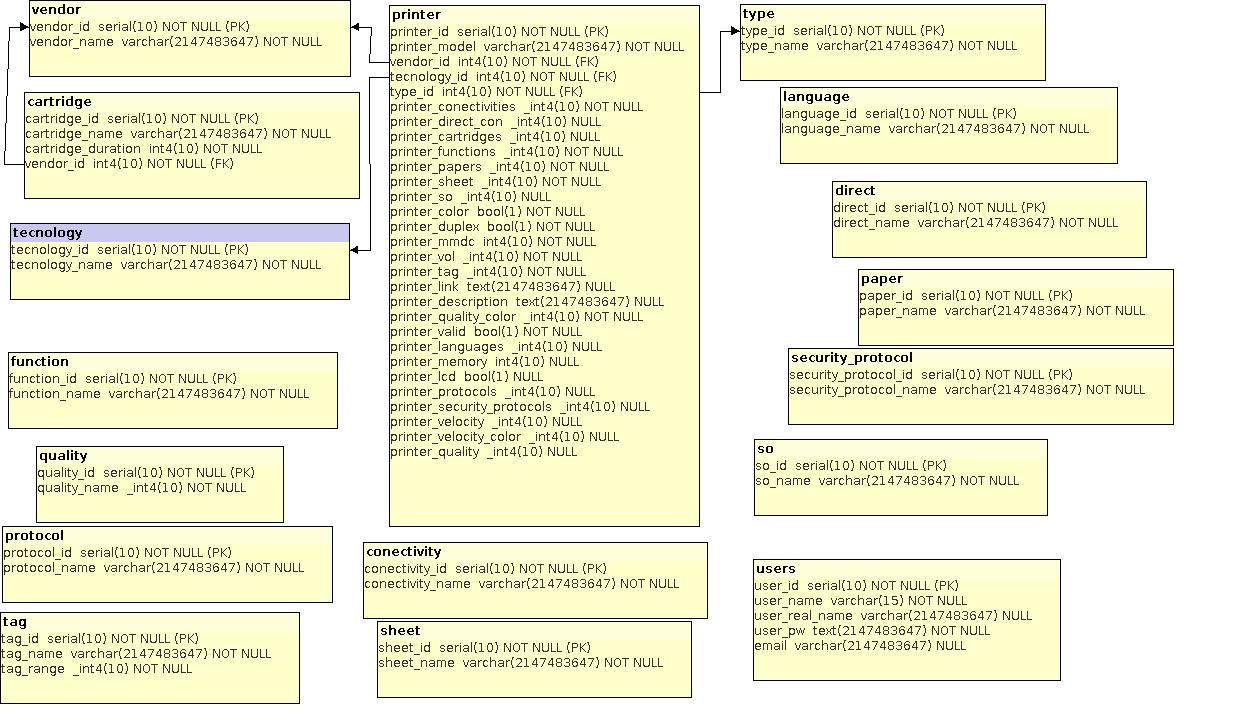 vendor
vendor_id serial(10) NOT NULL (PK)
vendor_name varchar(2147483647) NOT NULL
cartridge
cartridge_id serial(10) NOT NULL (PK)
cartridge_name varchar(2147483647) NOT NULL
cartridge_duration int4(10) NOT NULL
vendor_id int4(10) NOT NULL (FK)
tecnology
tecnology_id serial(10) NOT NULL (PK)
tecnology_name varchar(2147483647) NOT NULL
function
function_id serial(10) NOT NULL (PK)
function_name varchar(2147483647) NOT NULL
quality
quality_id serial(10) NOT NULL (PK)
quality_name _int4(10) NOT NULL
protocol
protocol_id serial(10) NOT NULL (PK)
protocol_name varchar(2147483647) NOT NULL
tag
tag_id serial(10) NOT NULL (PK)
tag_name varchar(2147483647) NOT NULL
tag_range _int4(10) NOT NULL
printer
printer_id serial(10) NOT NULL (PK)
printer_model varchar(2147483647) NOT NULL
vendor_id int4(10) NOT NULL (FK)
tecnology_id int4(10) NOT NULL (FK)
type_id int4(10) NOT NULL (FK)
printer_conectivities _int4(10) NOT NULL
printer_direct_con _int4(10) NOT NULL
printer_cartridges _int4(10) NOT NULL
printer_functions _int4(10) NOT NULL
printer_papers _int4(10) NOT NULL
printer_sheet _int4(10) NOT NULL
printer_so _int4(10) NULL
printer_color bool(1) NOT NULL
printer_duplex bool(1) NOT NULL
printer_mmdc int4(10) NOT NULL
printer_vol _int4(10) NOT NULL
printer_tag _int4(10) NOT NULL
printer_link text(2147483647) NULL
printer_description text(2147483647) NULL
printer_quality_color _int4(10) NOT NULL
printer_valid bool(1) NOT NULL
printer_languages _int4(10) NULL
printer_memory int4(10) NULL
printer_lcd bool(1) NULL
printer_protocols _int4(10) NULL
printer_security_protocols _int4(10) NULL
printer_velocity _int4(10) NULL
printer_velocity_color _int4(10) NULL
printer_quality _int4(10) NULL
conectivity
conectivity_id serial(10) NOT NULL (PK)
conectivity_name varchar(2147483647) NOT NULL
sheet
sheet_id serial(10) NOT NULL (PK)
sheet_name varchar(2147483647) NOT NULL
type
type_id serial(10) NOT NULL (PK)
type_name varchar(2147483647) NOT NULL
language
language_id serial(10) NOT NULL (PK)
language_name varchar(2147483647) NOT NULL
direct
direct_id serial(10) NOT NULL (PK)
direct_name varchar(2147483647) NOT NULL
paper
paper_id serial(10) NOT NULL (PK)
paper_name varchar(2147483647) NOT NULL
security_protocol
security_protocol_id serial(10) NOT NULL (PK)
security_protocol_name varchar(2147483647) NOT NULL
so
so_id serial(10) NOT NULL (PK)
so_name varchar(2147483647) NOT NULL
users
user_id serial(10) NOT NULL (PK)
user_name varchar(15) NOT NULL
user_real_name varchar(2147483647) NOT NULL
user_pw text(2147483647) NOT NULL
email varchar(2147483647) NULL